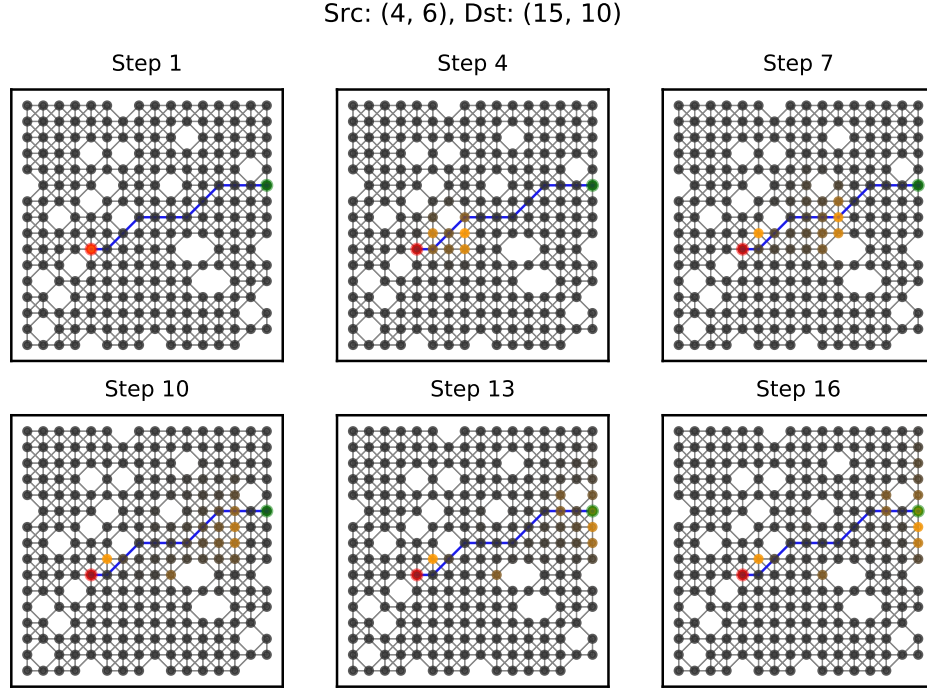 Src: (4, 6), Dst: (15, 10)
Step 1
Step 4
Step 7
Step 10
Step 13
Step 16